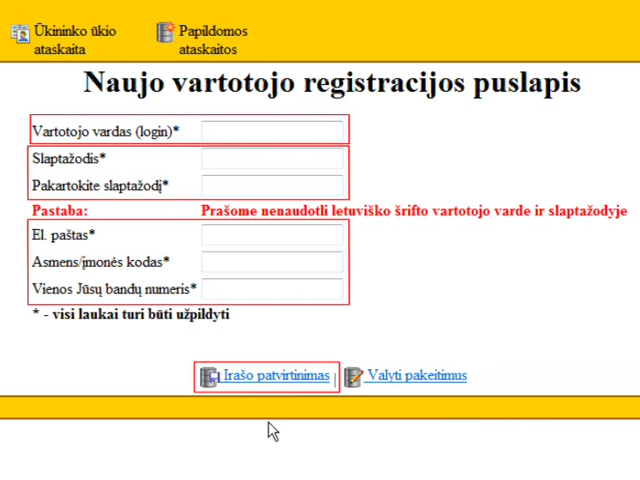 Ūkininko ūkio ataskaita
Papildomos ataskaitos
Naujo vartotojo registracijos puslapis
Vartotojo vardas (login)*
Slaptažodis*
Pakartokite slaptažodį*
Pastaba: Prašome nenaudotli letuviško šrifto vartotojo varde ir slaptažodyje
El. paštas*
Asmens/įmonės kodas*
Vienos Jūsų bandų numeris*
* - visi laukai turi būti užpildyti
Įrašo patvirtinimas | Valyti pakeitimus